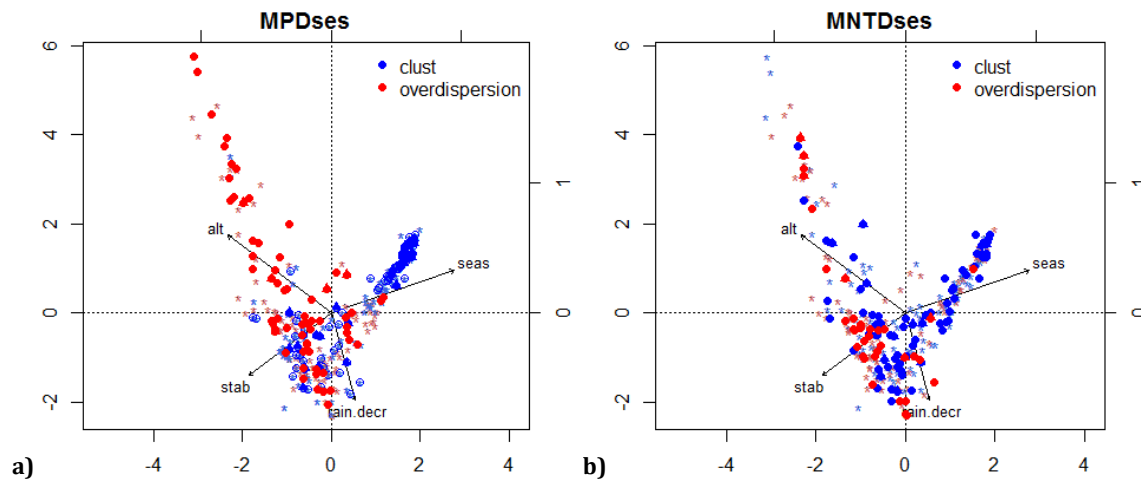 MPDses
MNTDses
6
clust
overdispersion
4
1
2
alt
seas
0
0
stab
-2
rain.decr
a)
-4
-2
0
2
4
6
clust
overdispersion
4
1
2
alt
seas
0
0
stab
-2
rain.decr
b)
-4
-2
0
2
4